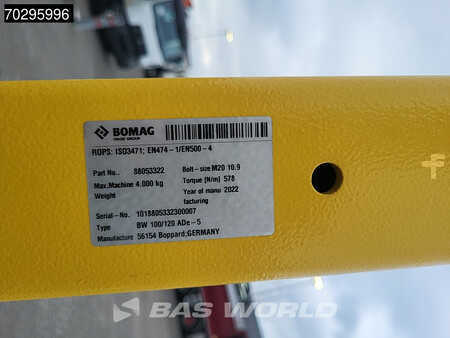 70295996
BOMAG
FAYAT GROUP
ROPS: ISO3471; EN474-1/EN500-4
Part No.: 88053322 Bolt-size M20 10.9
Max.Machine 4.000 kg Torque [N/m] 578
Weight Year of manu 2022
facturing
Serial-No. 1018805332300007
Type BW 100/120 ADe-5
Manufacture 56154 Boppard;GERMANY
BAS WORLD